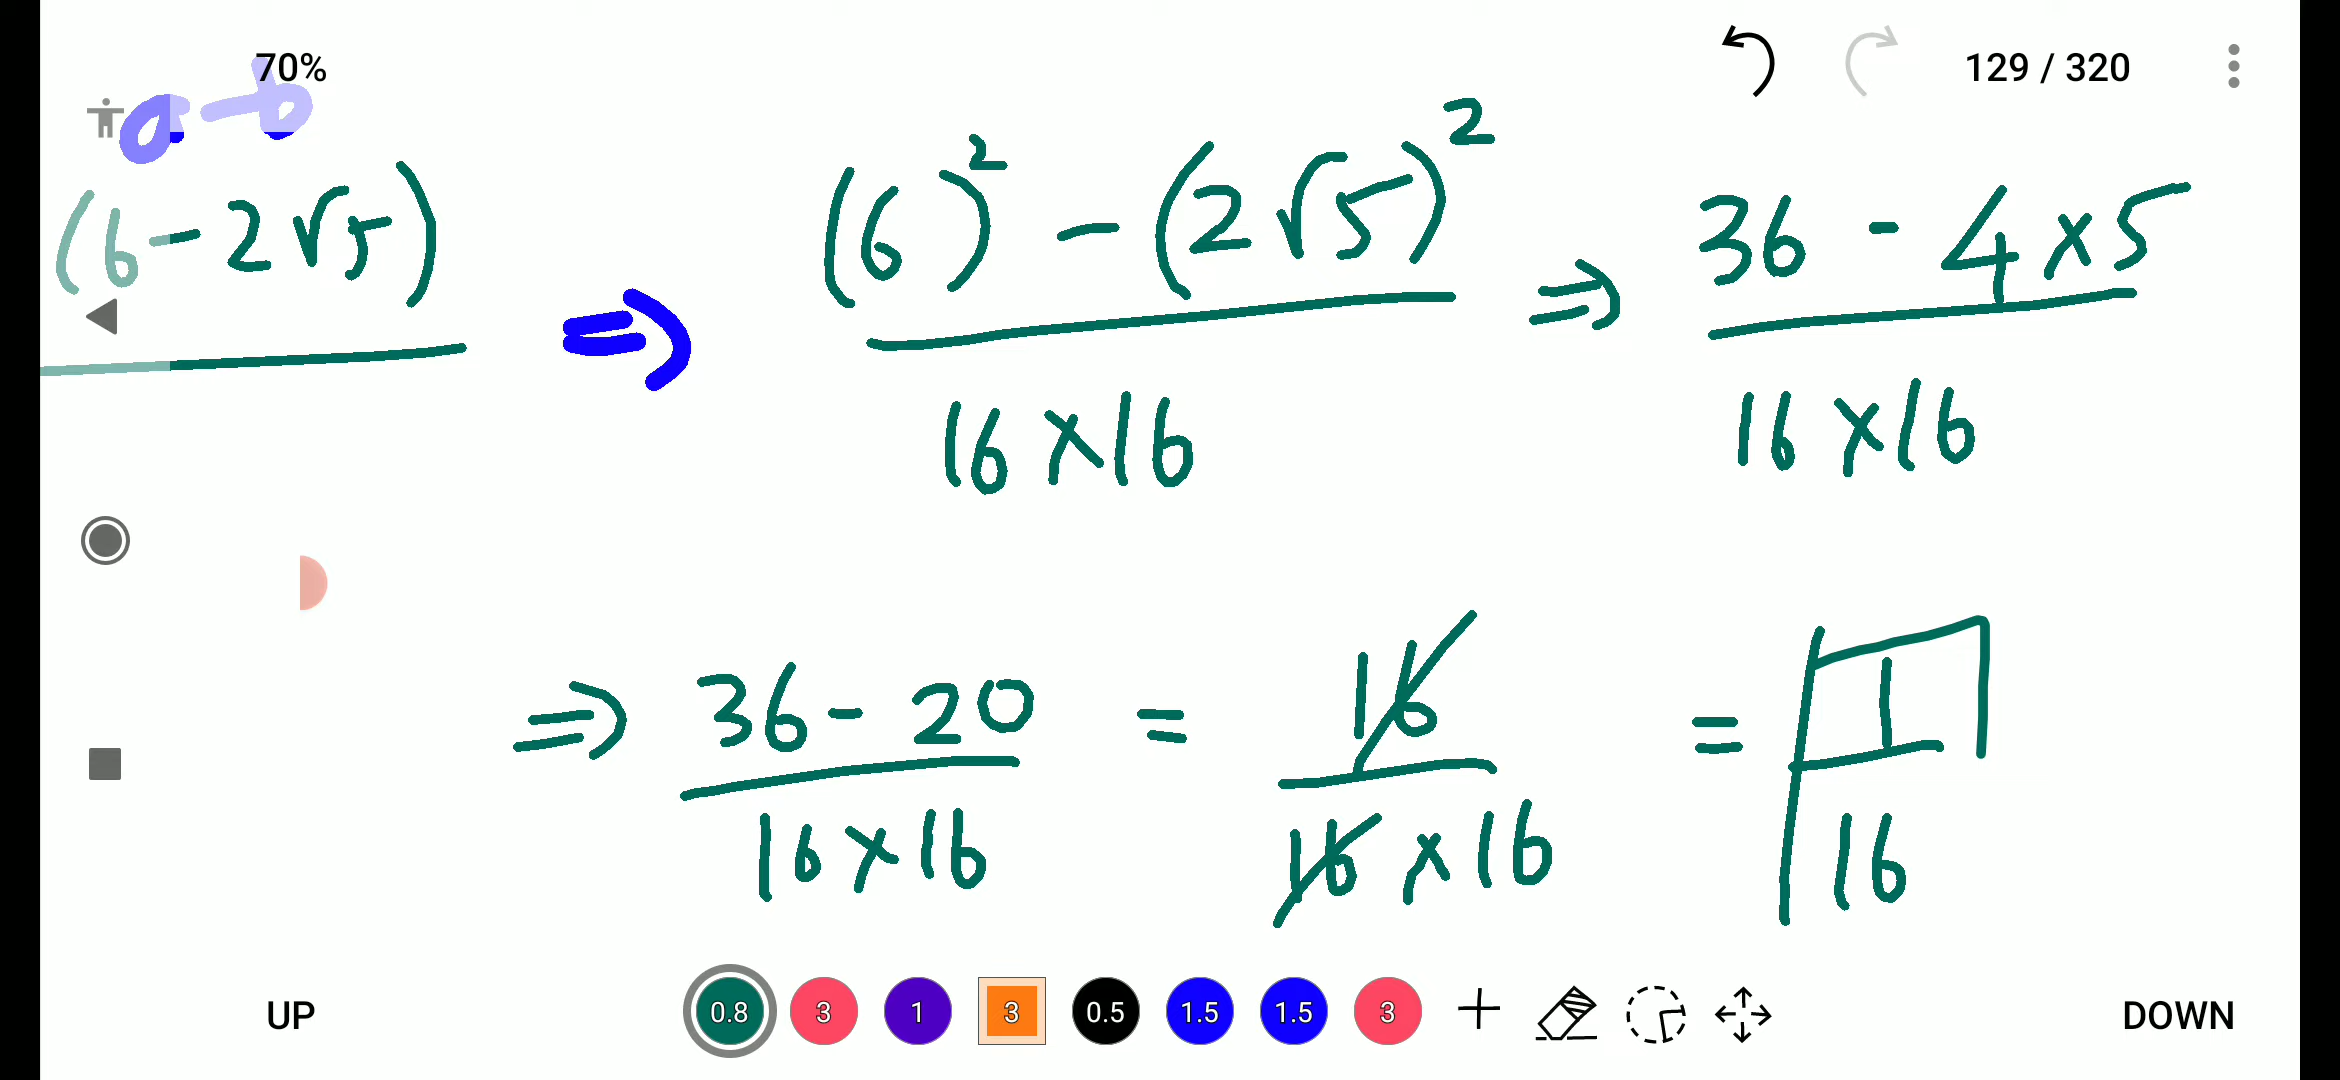 70%
129 / 320
a-b
(6-2√5)
⇒ ((6)² - (2√5)²) / (16×16) ⇒ (36 - 4×5) / (16×16)
⇒ (36-20) / (16×16) = 16 / (16×16) = 1 / 16
UP
0.8 3 1 3 0.5 1.5 1.5 3
DOWN